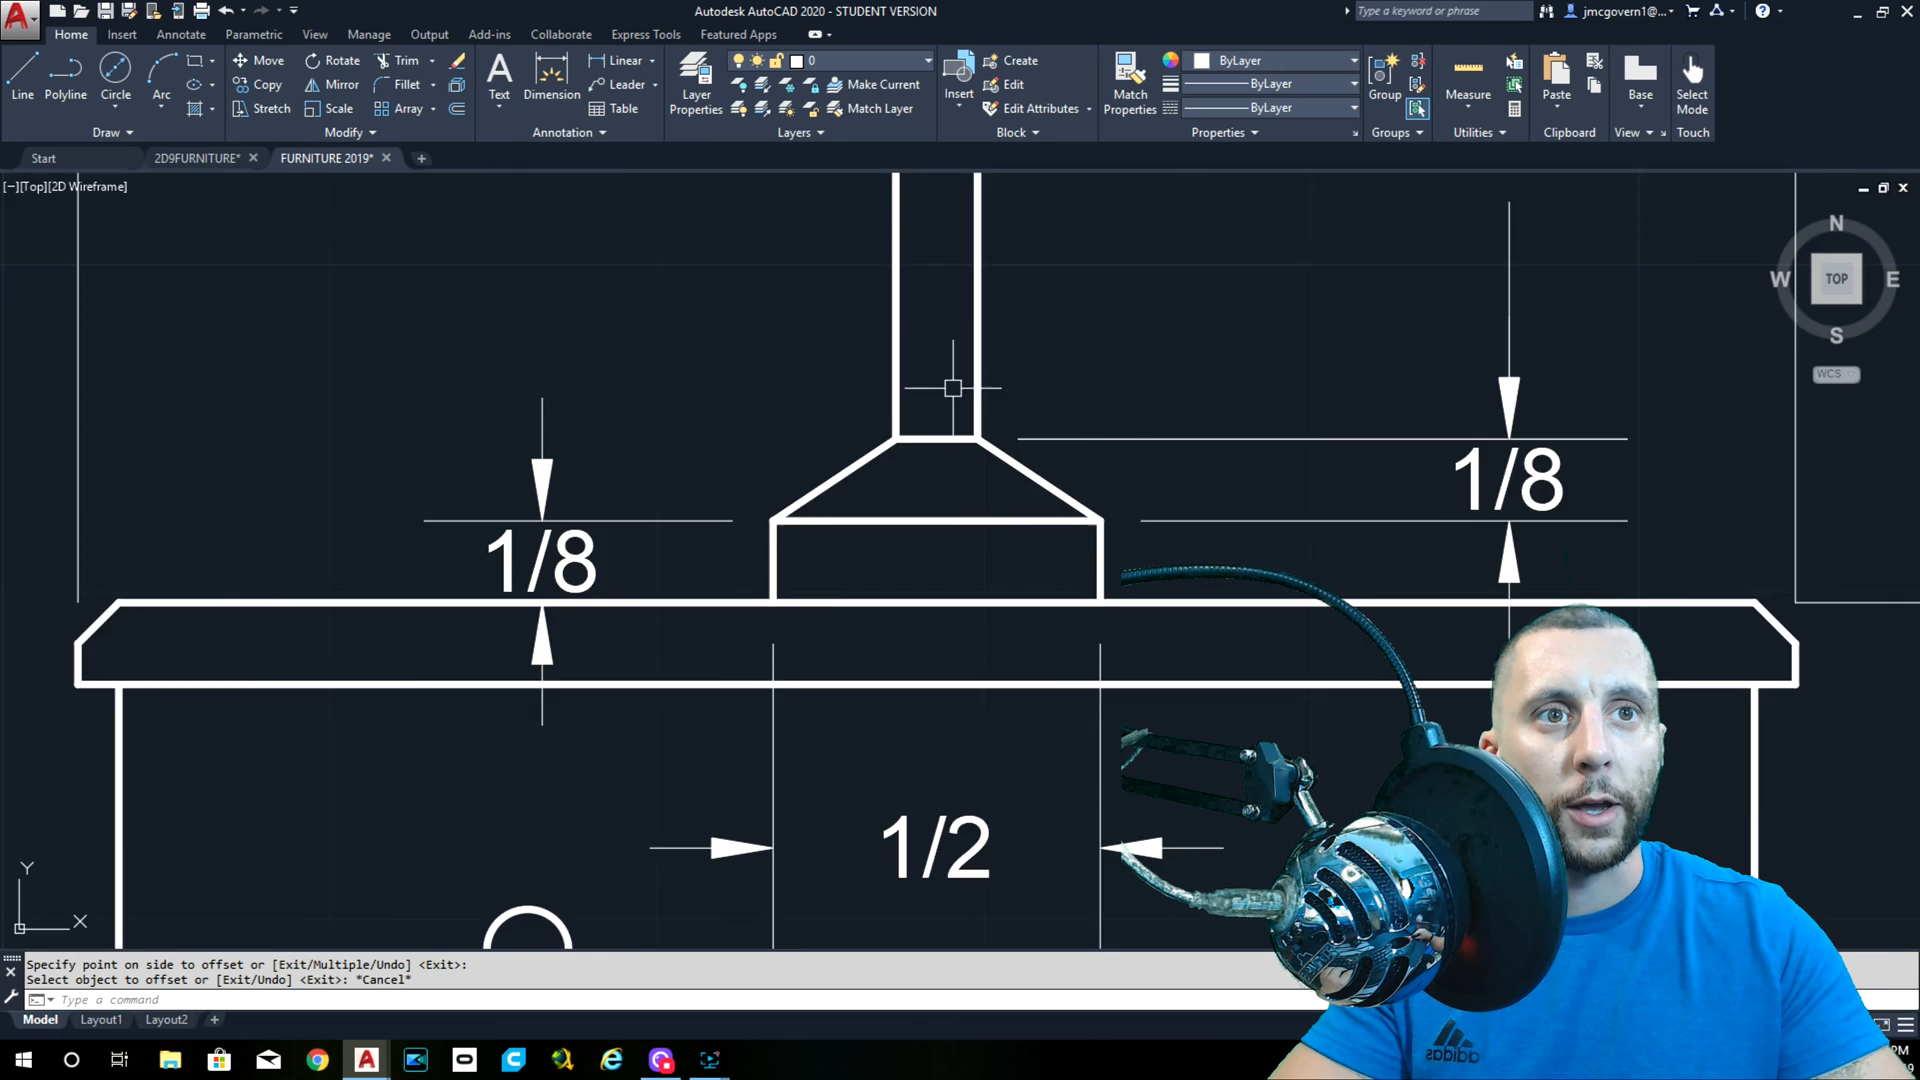 Autodesk AutoCAD 2020 - STUDENT VERSION
Type a keyword or phrase
jmcgovern1@...
Home Insert Annotate Parametric View Manage Output Add-ins Collaborate Express Tools Featured Apps
Line Polyline Circle Arc
Draw
Move Rotate Trim
Copy Mirror Fillet
Stretch Scale Array
Modify
Text Dimension
Linear
Leader
Table
Annotation
Layer Properties
0
Make Current
Match Layer
Layers
Insert
Create
Edit
Edit Attributes
Block
Match Properties
ByLayer
ByLayer
ByLayer
Properties
Group
Groups
Measure
Utilities
Paste
Clipboard
Base
View
Select Mode
Touch
Start 2D9FURNITURE* FURNITURE 2019*
[−][Top][2D Wireframe]
N
W TOP E
S
WCS
1/8
1/8
1/2
Y
X
Specify point on side to offset or [Exit/Multiple/Undo] <Exit>:
Select object to offset or [Exit/Undo] <Exit>: *Cancel*
Type a command
Model Layout1 Layout2
adidas